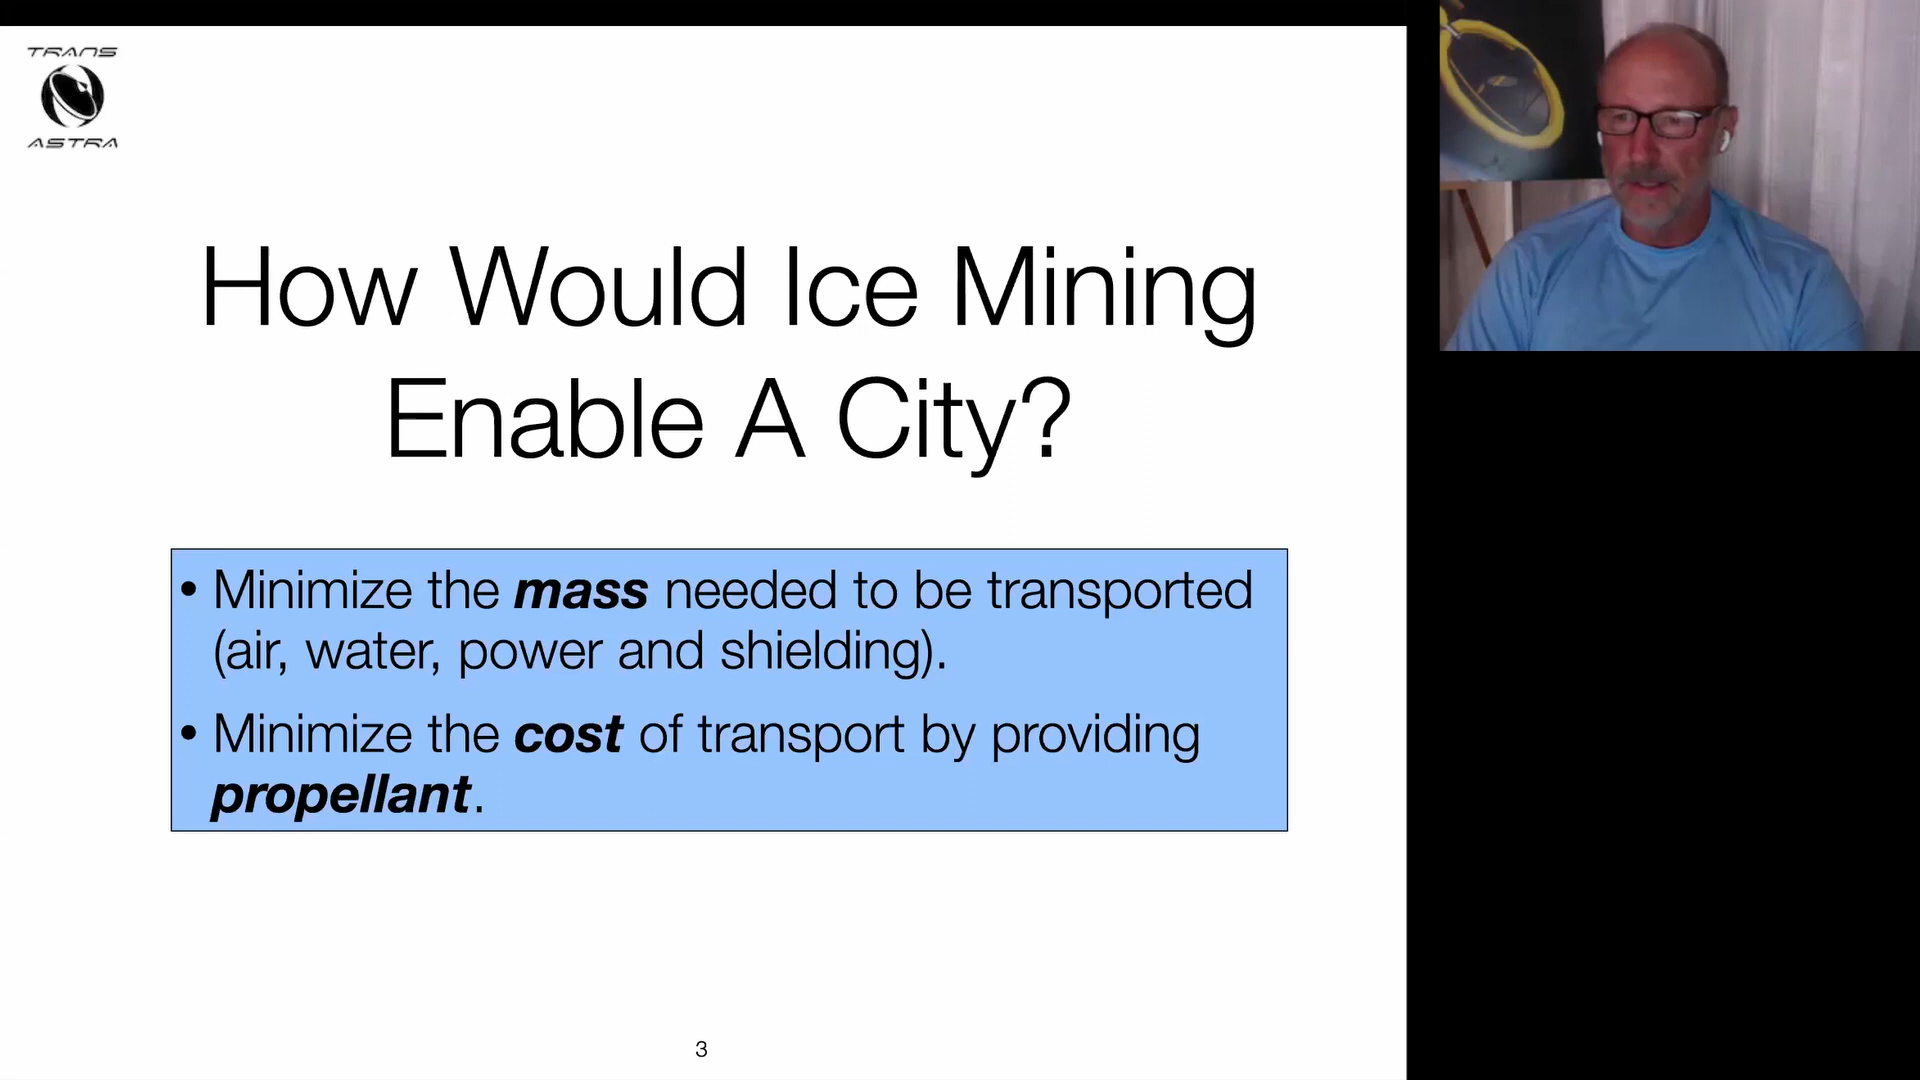 TRANS
ASTRA
How Would Ice Mining
Enable A City?
• Minimize the mass needed to be transported
(air, water, power and shielding).
• Minimize the cost of transport by providing
propellant.
3